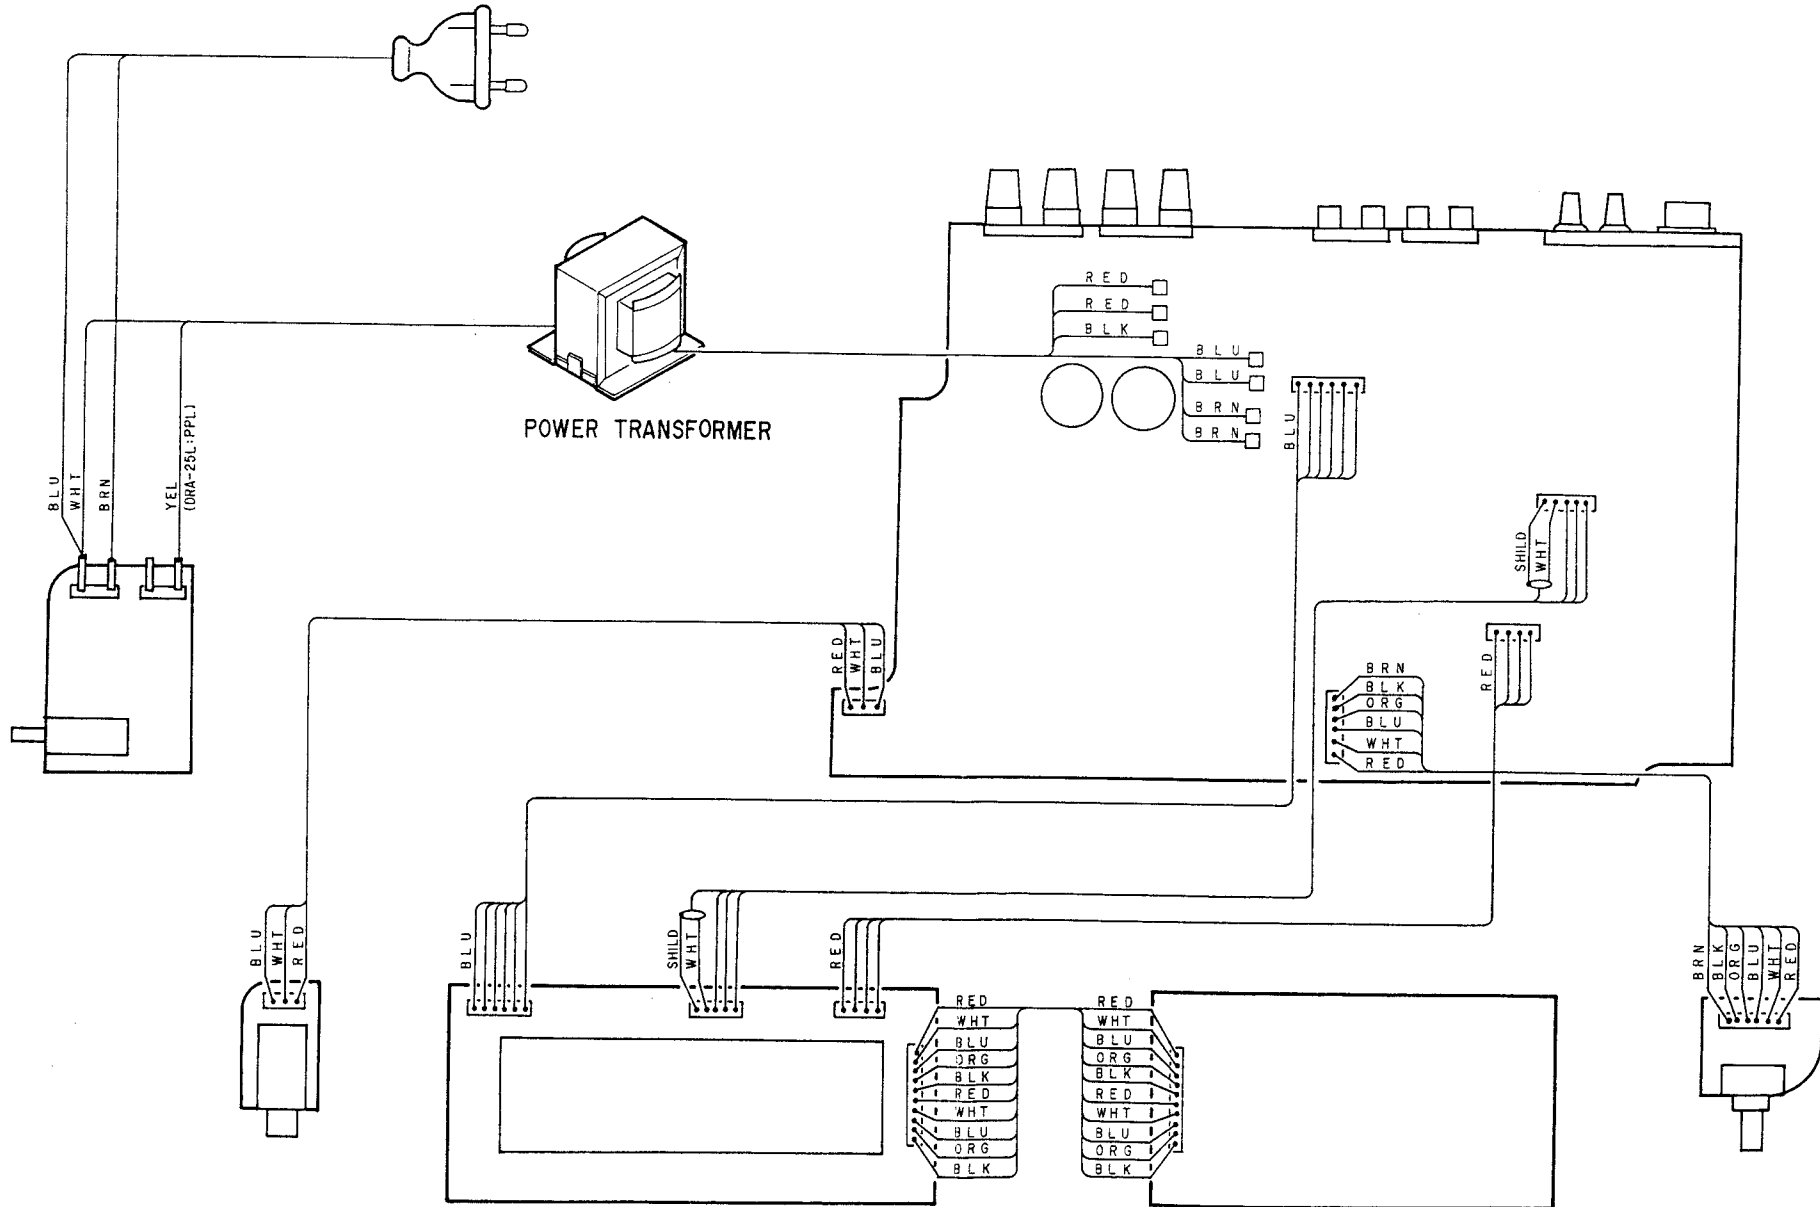 RED
RED
BLK
BLU
BLU
BRN
BRN
BLU
POWER TRANSFORMER
BLU
WHT
BRN
YEL
(DRA-25L:PPL)
SHILD
WHT
RED
WHT
BLU
RED
BRN
BLK
ORG
BLU
WHT
RED
BLU
WHT
RED
BLU
SHILD
WHT
RED
BRN
BLK
ORG
BLU
WHT
RED
RED
WHT
BLU
ORG
BLK
RED
WHT
BLU
ORG
BLK
RED
WHT
BLU
ORG
BLK
RED
WHT
BLU
ORG
BLK